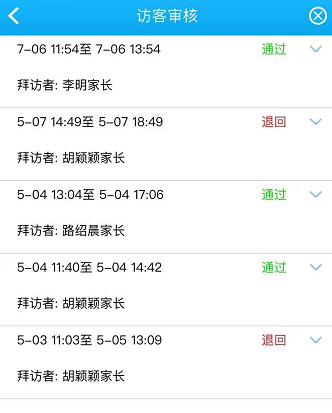 访客审核
7-06 11:54至 7-06 13:54 通过
拜访者: 李明家长
5-07 14:49至 5-07 18:49 退回
拜访者: 胡颖颖家长
5-04 13:04至 5-04 17:06 通过
拜访者: 路绍晨家长
5-04 11:40至 5-04 14:42 通过
拜访者: 胡颖颖家长
5-03 11:03至 5-05 13:09 退回
拜访者: 胡颖颖家长